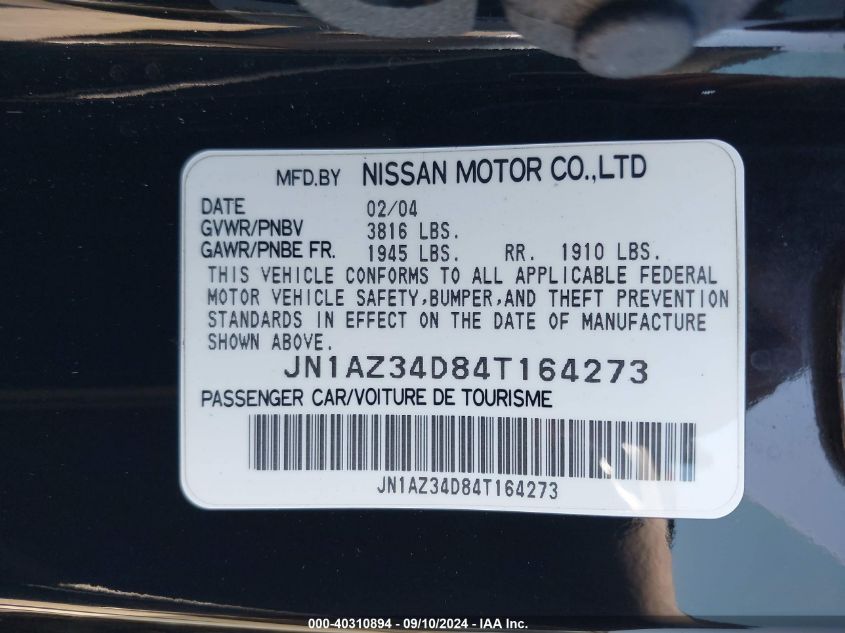 MFD.BY NISSAN MOTOR CO.,LTD
DATE 02/04
GVWR/PNBV 3816 LBS.
GAWR/PNBE FR. 1945 LBS. RR. 1910 LBS.
THIS VEHICLE CONFORMS TO ALL APPLICABLE FEDERAL
MOTOR VEHICLE SAFETY,BUMPER,AND THEFT PREVENTION
STANDARDS IN EFFECT ON THE DATE OF MANUFACTURE
SHOWN ABOVE.
JN1AZ34D84T164273
PASSENGER CAR/VOITURE DE TOURISME
JN1AZ34D84T164273
000-40310894 - 09/10/2024 - IAA Inc.